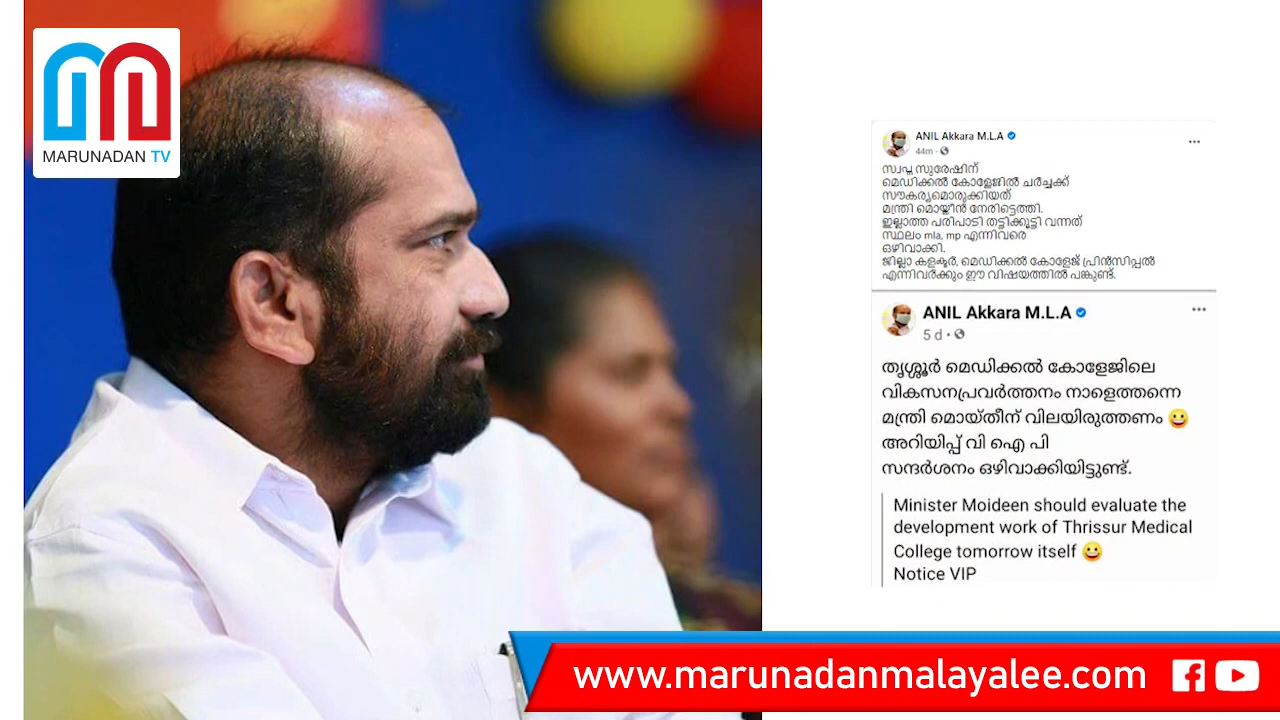 MARUNADAN TV
ANIL Akkara M.L.A
44m
സ്വപ്ന സുരേഷിന്
മെഡിക്കൽ കോളേജിൽ ചർച്ചക്ക്
സൗകര്യമൊരുക്കിയത്
മന്ത്രി മൊയ്തീൻ നേരിട്ടെത്തി.
ഇല്ലാത്ത പരിപാടി തട്ടിക്കൂട്ടി വന്നത്
സ്ഥലം mla, mp എന്നിവരെ
ഒഴിവാക്കി.
ജില്ലാ കളക്ടർ, മെഡിക്കൽ കോളേജ് പ്രിൻസിപ്പൽ
എന്നിവർക്കും ഈ വിഷയത്തിൽ പങ്കുണ്ട്.
ANIL Akkara M.L.A
5 d
തൃശ്ശൂർ മെഡിക്കൽ കോളേജിലെ
വികസനപ്രവർത്തനം നാളെത്തന്നെ
മന്ത്രി മൊയ്തീന് വിലയിരുത്തണം 😀
അറിയിപ്പ് വി ഐ പി
സന്ദർശനം ഒഴിവാക്കിയിട്ടുണ്ട്.
Minister Moideen should evaluate the
development work of Thrissur Medical
College tomorrow itself 😀
Notice VIP
www.marunadanmalayalee.com